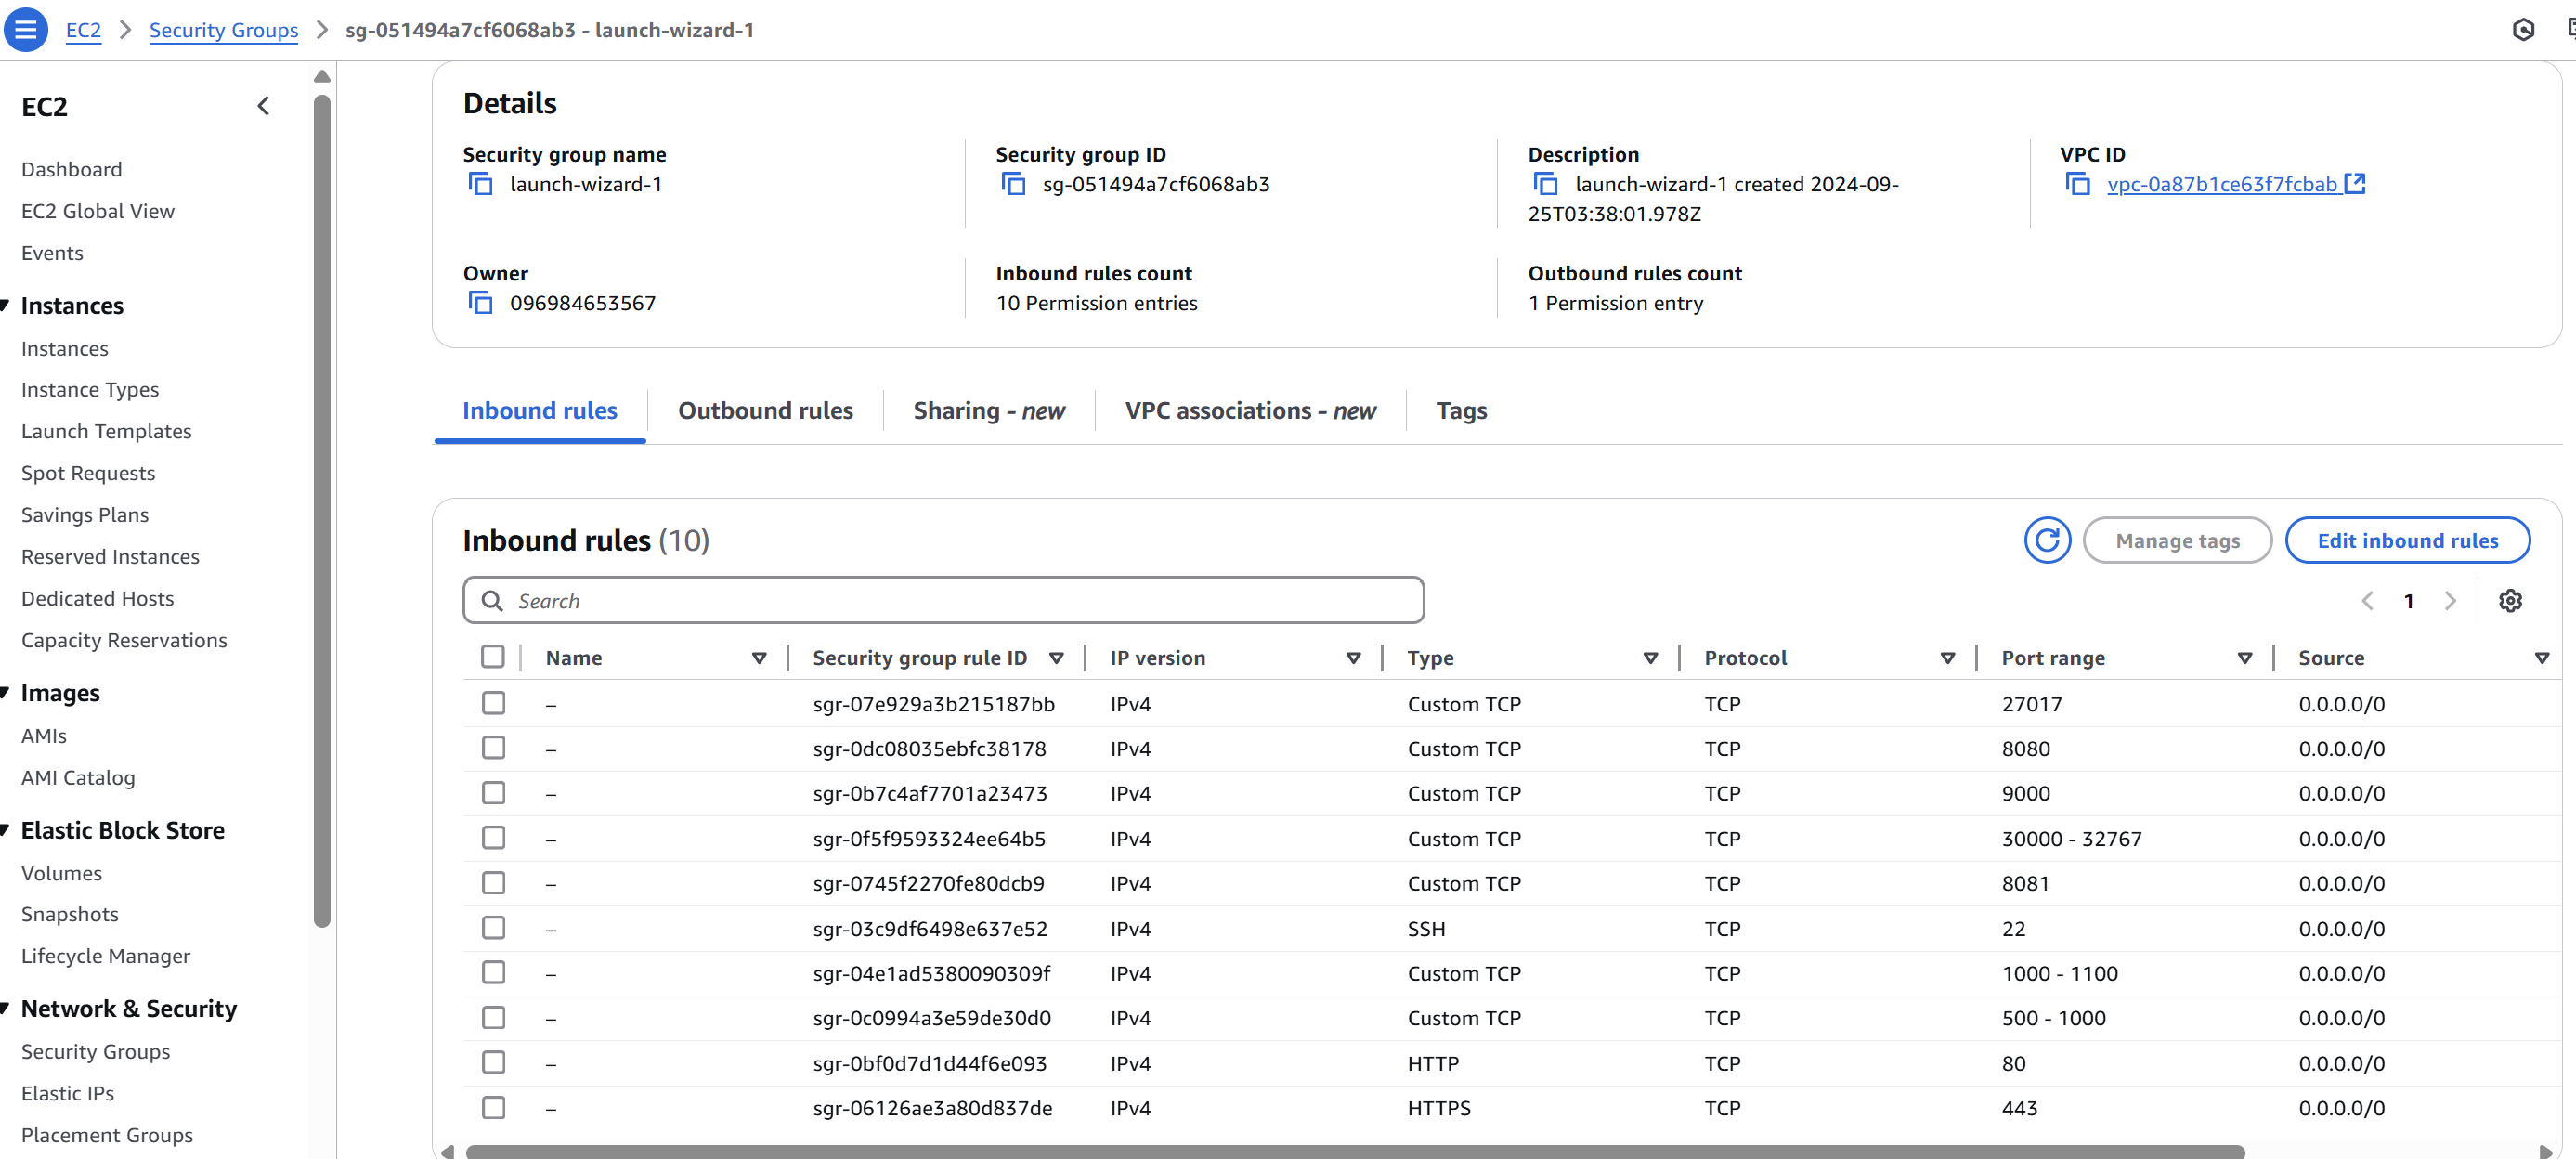 EC2 > Security Groups > sg-051494a7cf6068ab3 - launch-wizard-1
EC2
Dashboard
EC2 Global View
Events
Instances
Instances
Instance Types
Launch Templates
Spot Requests
Savings Plans
Reserved Instances
Dedicated Hosts
Capacity Reservations
Images
AMIs
AMI Catalog
Elastic Block Store
Volumes
Snapshots
Lifecycle Manager
Network & Security
Security Groups
Elastic IPs
Placement Groups
Details
Security group name
launch-wizard-1
Security group ID
sg-051494a7cf6068ab3
Description
launch-wizard-1 created 2024-09-
25T03:38:01.978Z
VPC ID
vpc-0a87b1ce63f7fcbab
Owner
096984653567
Inbound rules count
10 Permission entries
Outbound rules count
1 Permission entry
Inbound rules Outbound rules Sharing - new VPC associations - new Tags
Inbound rules (10)
Manage tags Edit inbound rules
Search
1
Name Security group rule ID IP version Type Protocol Port range Source
– sgr-07e929a3b215187bb IPv4 Custom TCP TCP 27017 0.0.0.0/0
– sgr-0dc08035ebfc38178 IPv4 Custom TCP TCP 8080 0.0.0.0/0
– sgr-0b7c4af7701a23473 IPv4 Custom TCP TCP 9000 0.0.0.0/0
– sgr-0f5f9593324ee64b5 IPv4 Custom TCP TCP 30000 - 32767 0.0.0.0/0
– sgr-0745f2270fe80dcb9 IPv4 Custom TCP TCP 8081 0.0.0.0/0
– sgr-03c9df6498e637e52 IPv4 SSH TCP 22 0.0.0.0/0
– sgr-04e1ad5380090309f IPv4 Custom TCP TCP 1000 - 1100 0.0.0.0/0
– sgr-0c0994a3e59de30d0 IPv4 Custom TCP TCP 500 - 1000 0.0.0.0/0
– sgr-0bf0d7d1d44f6e093 IPv4 HTTP TCP 80 0.0.0.0/0
– sgr-06126ae3a80d837de IPv4 HTTPS TCP 443 0.0.0.0/0